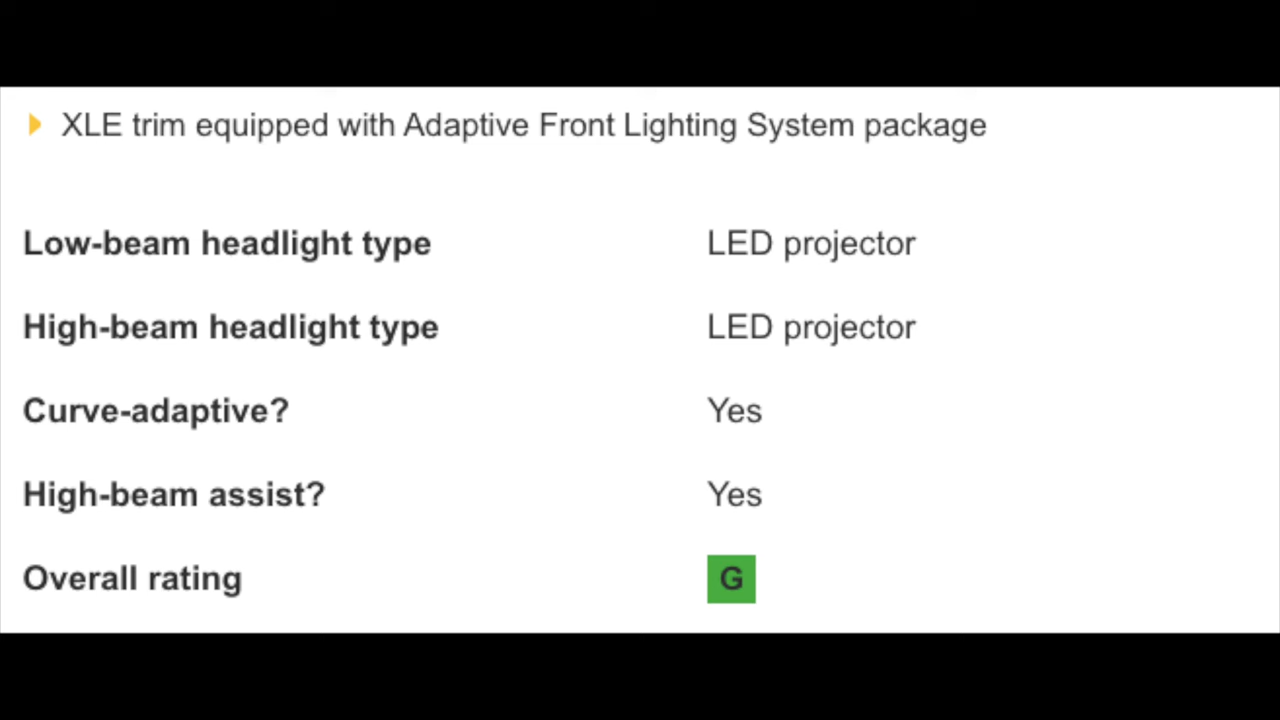 XLE trim equipped with Adaptive Front Lighting System package
Low-beam headlight type LED projector
High-beam headlight type LED projector
Curve-adaptive? Yes
High-beam assist? Yes
Overall rating G